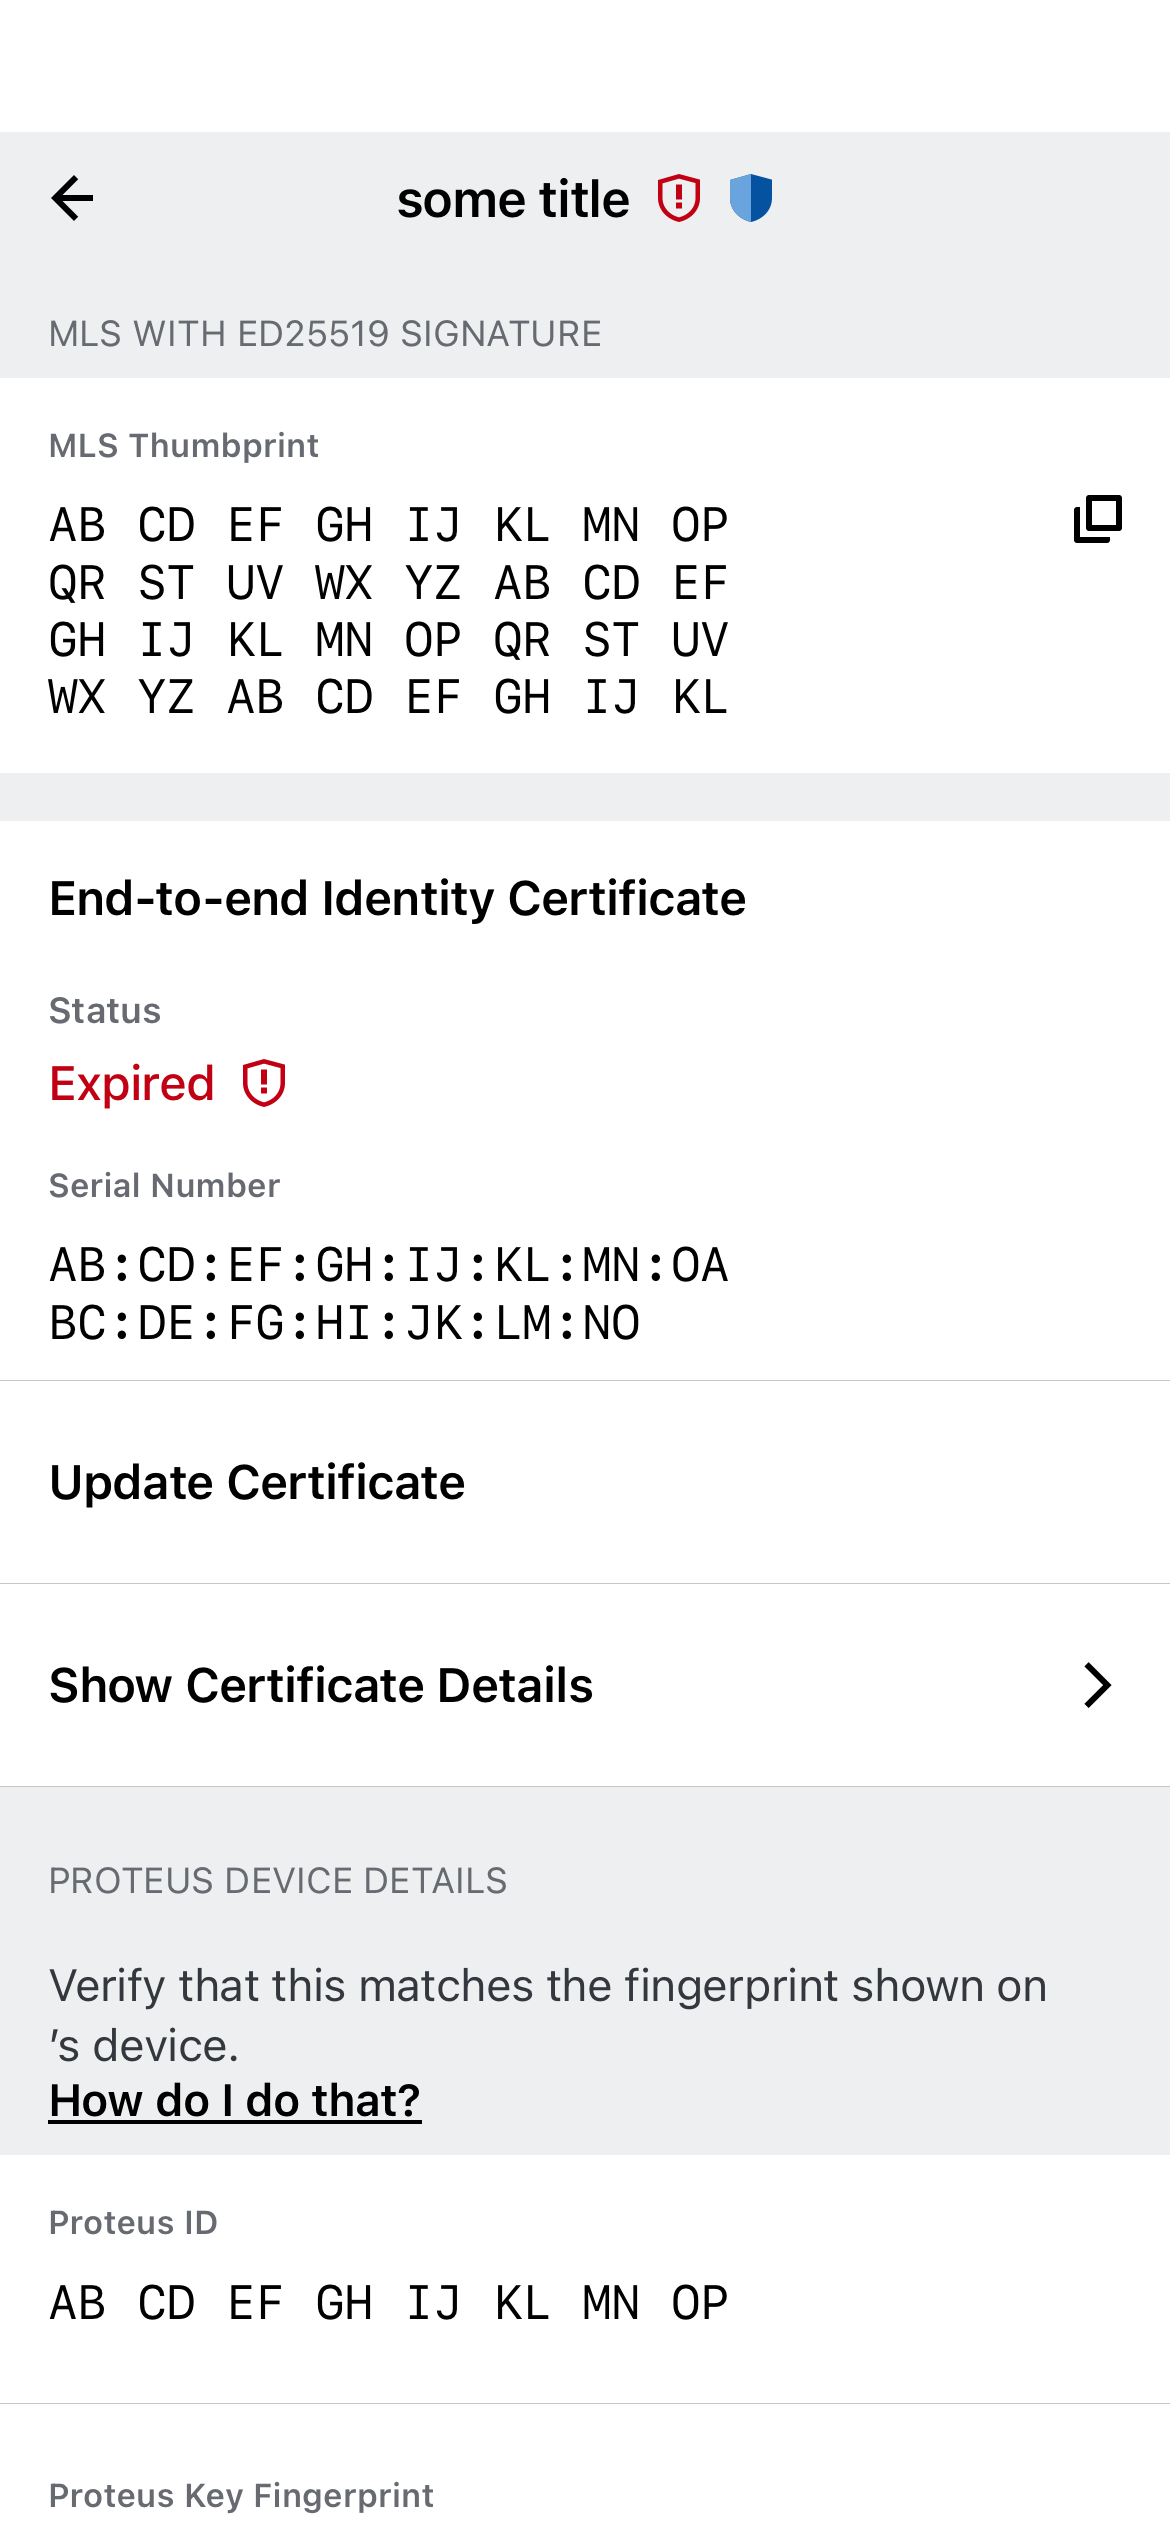 some title
MLS WITH ED25519 SIGNATURE
MLS Thumbprint
AB CD EF GH IJ KL MN OP
QR ST UV WX YZ AB CD EF
GH IJ KL MN OP QR ST UV
WX YZ AB CD EF GH IJ KL
End-to-end Identity Certificate
Status
Expired
Serial Number
AB:CD:EF:GH:IJ:KL:MN:OA
BC:DE:FG:HI:JK:LM:NO
Update Certificate
Show Certificate Details
PROTEUS DEVICE DETAILS
Verify that this matches the fingerprint shown on
’s device.
How do I do that?
Proteus ID
AB CD EF GH IJ KL MN OP
Proteus Key Fingerprint